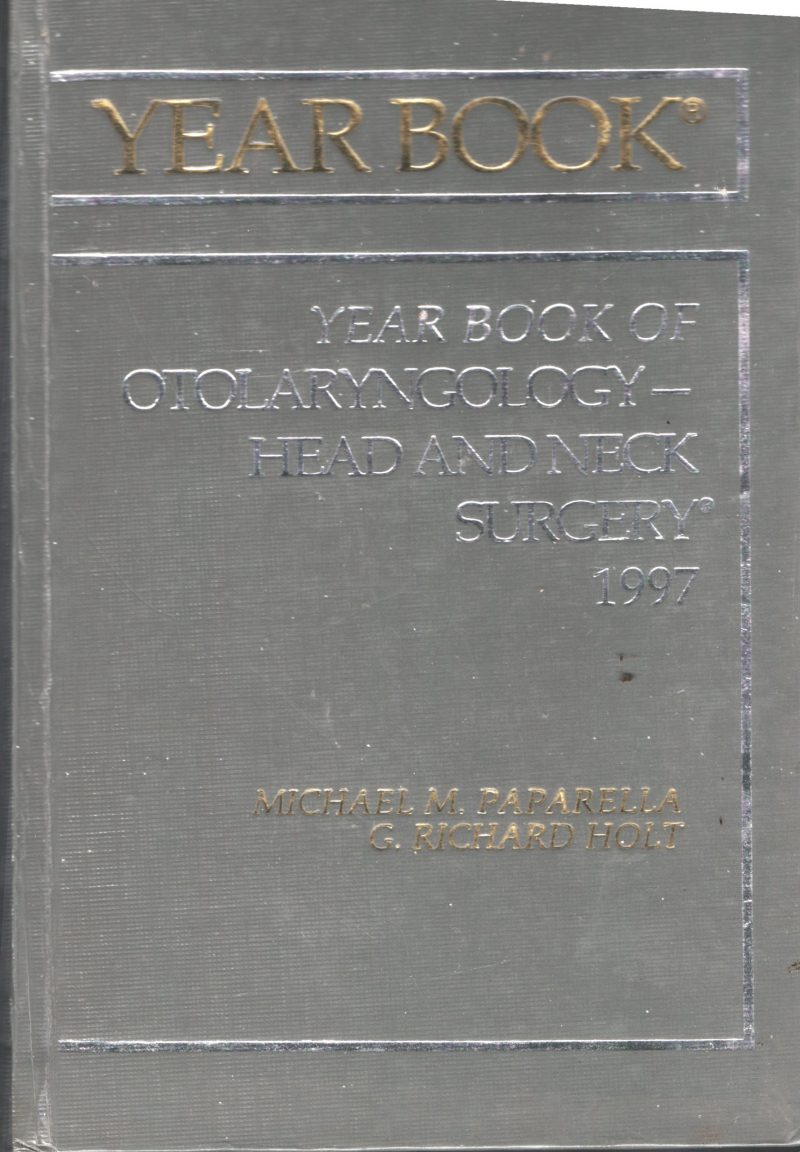 YEAR BOOK®
YEAR BOOK OF
OTOLARYNGOLOGY—
HEAD AND NECK
SURGERY®
1997
MICHAEL M. PAPARELLA
G. RICHARD HOLT